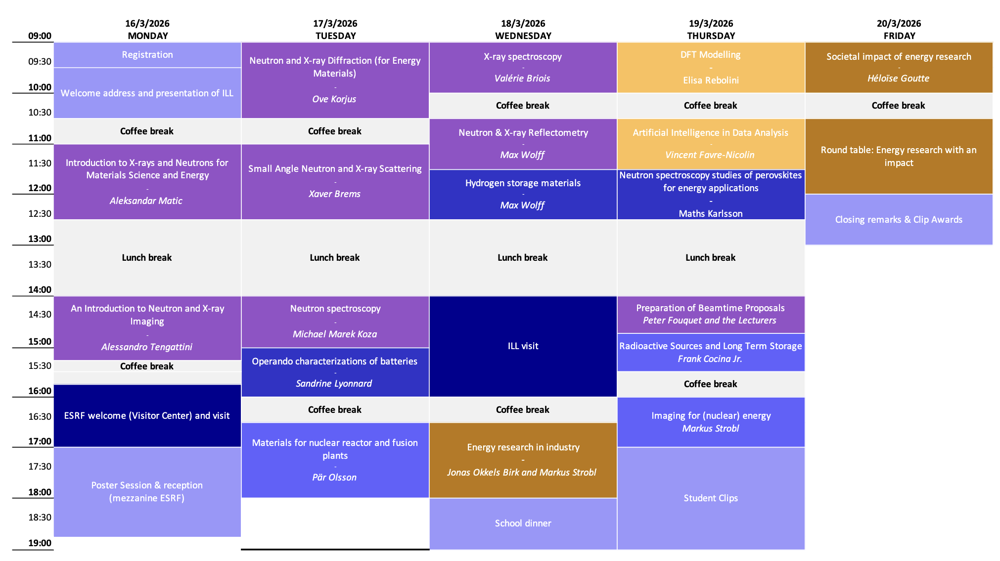 16/3/2026
MONDAY
17/3/2026
TUESDAY
18/3/2026
WEDNESDAY
19/3/2026
THURSDAY
20/3/2026
FRIDAY
09:00
09:30
10:00
10:30
11:00
11:30
12:00
12:30
13:00
13:30
14:00
14:30
15:00
15:30
16:00
16:30
17:00
17:30
18:00
18:30
19:00
Registration
Welcome address and presentation of ILL
Coffee break
Introduction to X-rays and Neutrons for
Materials Science and Energy
-
Aleksandar Matic
Lunch break
An Introduction to Neutron and X-ray
Imaging
-
Alessandro Tengattini
Coffee break
ESRF welcome (Visitor Center) and visit
Poster Session & reception
(mezzanine ESRF)
Neutron and X-ray Diffraction (for Energy
Materials)
-
Ove Korjus
Coffee break
Small Angle Neutron and X-ray Scattering
-
Xaver Brems
Lunch break
Neutron spectroscopy
-
Michael Marek Koza
Operando characterizations of batteries
-
Sandrine Lyonnard
Coffee break
Materials for nuclear reactor and fusion
plants
-
Pär Olsson
X-ray spectroscopy
-
Valérie Briois
Coffee break
Neutron & X-ray Reflectometry
-
Max Wolff
Hydrogen storage materials
-
Max Wolff
Lunch break
ILL visit
Coffee break
Energy research in industry
-
Jonas Okkels Birk and Markus Strobl
School dinner
DFT Modelling
-
Elisa Rebolini
Coffee break
Artificial Intelligence in Data Analysis
-
Vincent Favre-Nicolin
Neutron spectroscopy studies of perovskites
for energy applications
-
Maths Karlsson
Lunch break
Preparation of Beamtime Proposals
Peter Fouquet and the Lecturers
Radioactive Sources and Long Term Storage
Frank Cocina Jr.
Coffee break
Imaging for (nuclear) energy
Markus Strobl
Student Clips
Societal impact of energy research
-
Héloïse Goutte
Coffee break
Round table: Energy research with an
impact
Closing remarks & Clip Awards